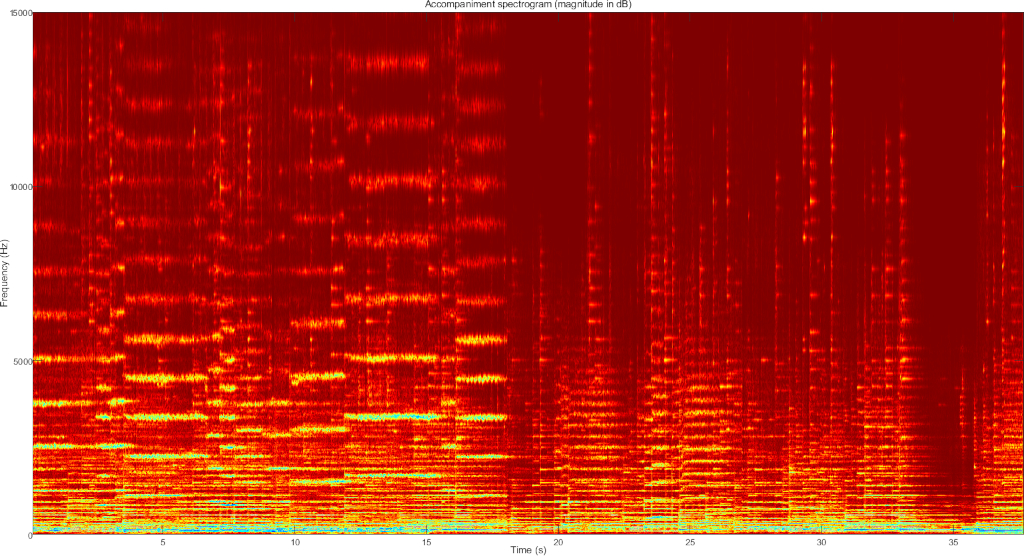 Accompaniment spectrogram (magnitude in dB)
15000
10000
5000
0
Frequency (Hz)
5 10 15 20 25 30 35
Time (s)